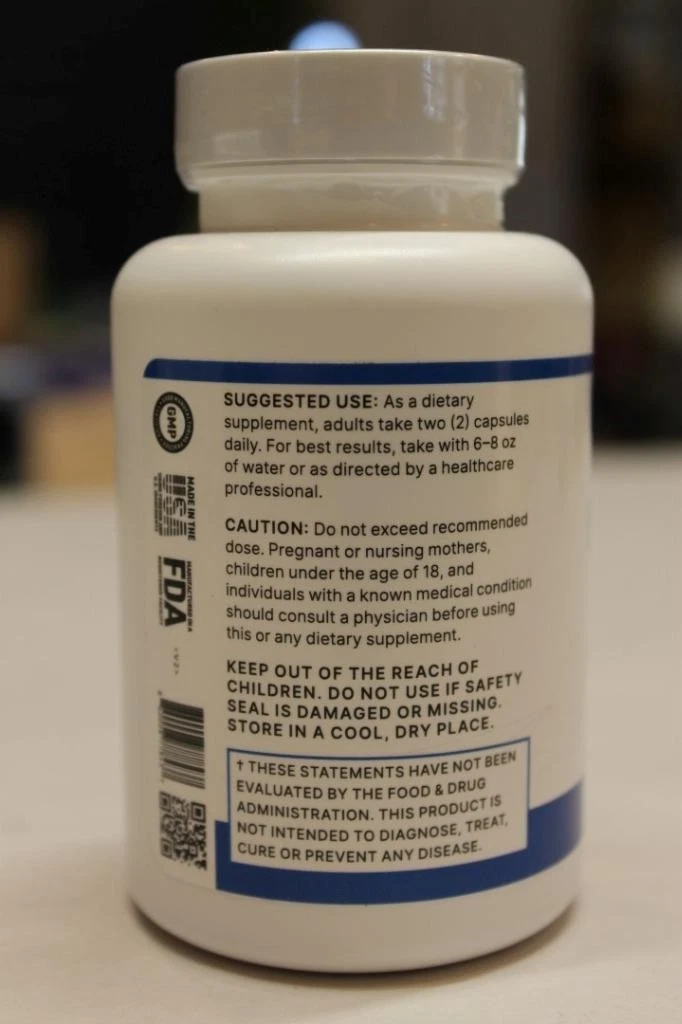 SUGGESTED USE: As a dietary
supplement, adults take two (2) capsules
daily. For best results, take with 6–8 oz
of water or as directed by a healthcare
professional.
CAUTION: Do not exceed recommended
dose. Pregnant or nursing mothers,
children under the age of 18, and
individuals with a known medical condition
should consult a physician before using
this or any dietary supplement.
KEEP OUT OF THE REACH OF
CHILDREN. DO NOT USE IF SAFETY
SEAL IS DAMAGED OR MISSING.
STORE IN A COOL, DRY PLACE.
† THESE STATEMENTS HAVE NOT BEEN
EVALUATED BY THE FOOD & DRUG
ADMINISTRATION. THIS PRODUCT IS
NOT INTENDED TO DIAGNOSE, TREAT,
CURE OR PREVENT ANY DISEASE.
GMP
MADE IN THE
USA
MANUFACTURED IN A
FDA
<V2>